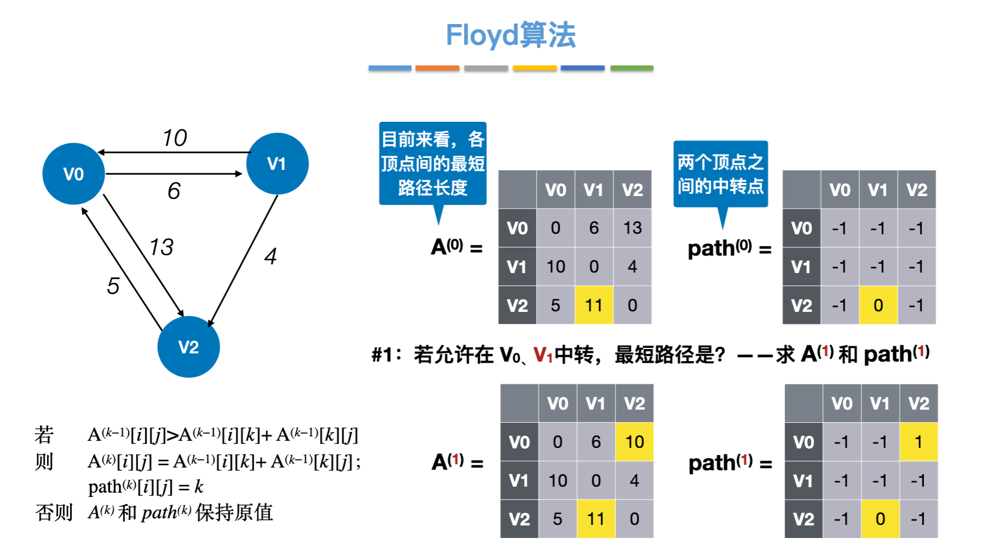 Floyd算法
10
V0
V1
6
13
4
5
V2
目前来看，各
顶点间的最短
路径长度
A(0) =
V0 V1 V2
V0 0 6 13
V1 10 0 4
V2 5 11 0
两个顶点之
间的中转点
path(0) =
V0 V1 V2
V0 -1 -1 -1
V1 -1 -1 -1
V2 -1 0 -1
#1：若允许在 V0、V1中转，最短路径是？——求 A(1) 和 path(1)
A(1) =
V0 V1 V2
V0 0 6 10
V1 10 0 4
V2 5 11 0
path(1) =
V0 V1 V2
V0 -1 -1 1
V1 -1 -1 -1
V2 -1 0 -1
若 A(k−1)[i][j]>A(k−1)[i][k]+ A(k−1)[k][j]
则 A(k)[i][j] = A(k−1)[i][k]+ A(k−1)[k][j];
path(k)[i][j] = k
否则 A(k) 和 path(k) 保持原值